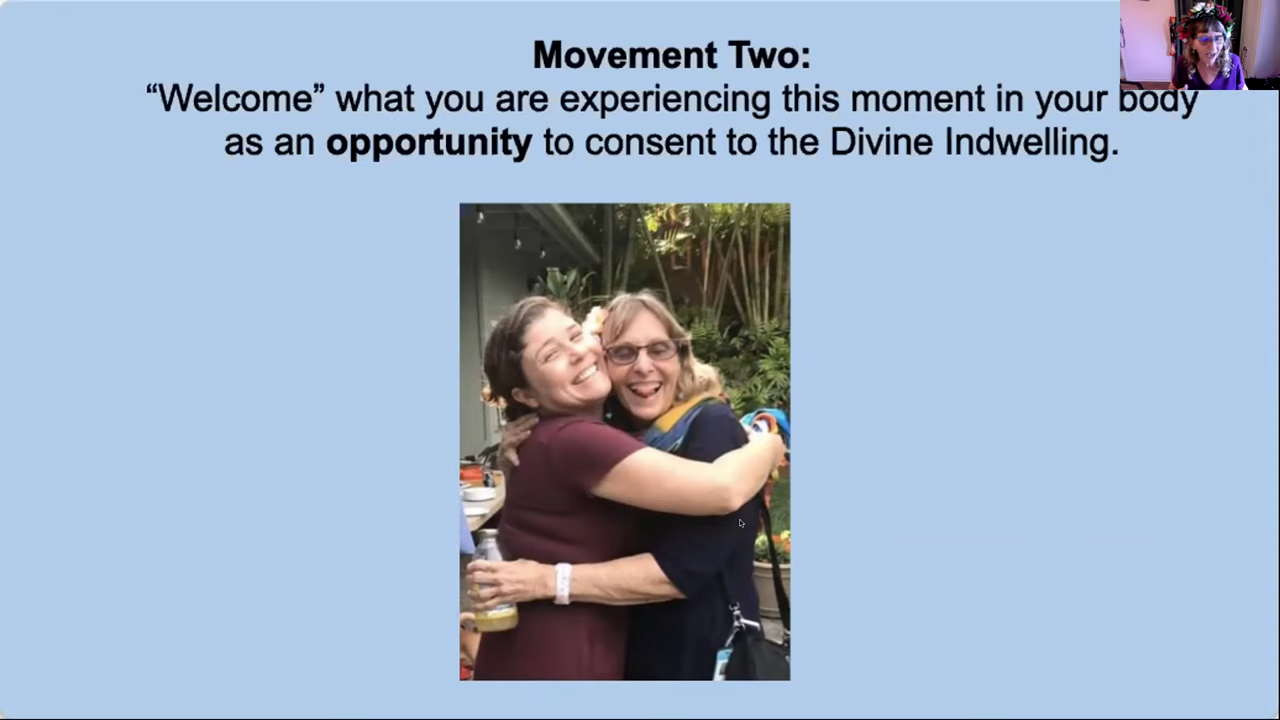 Movement Two:
“Welcome” what you are experiencing this moment in your body
as an opportunity to consent to the Divine Indwelling.